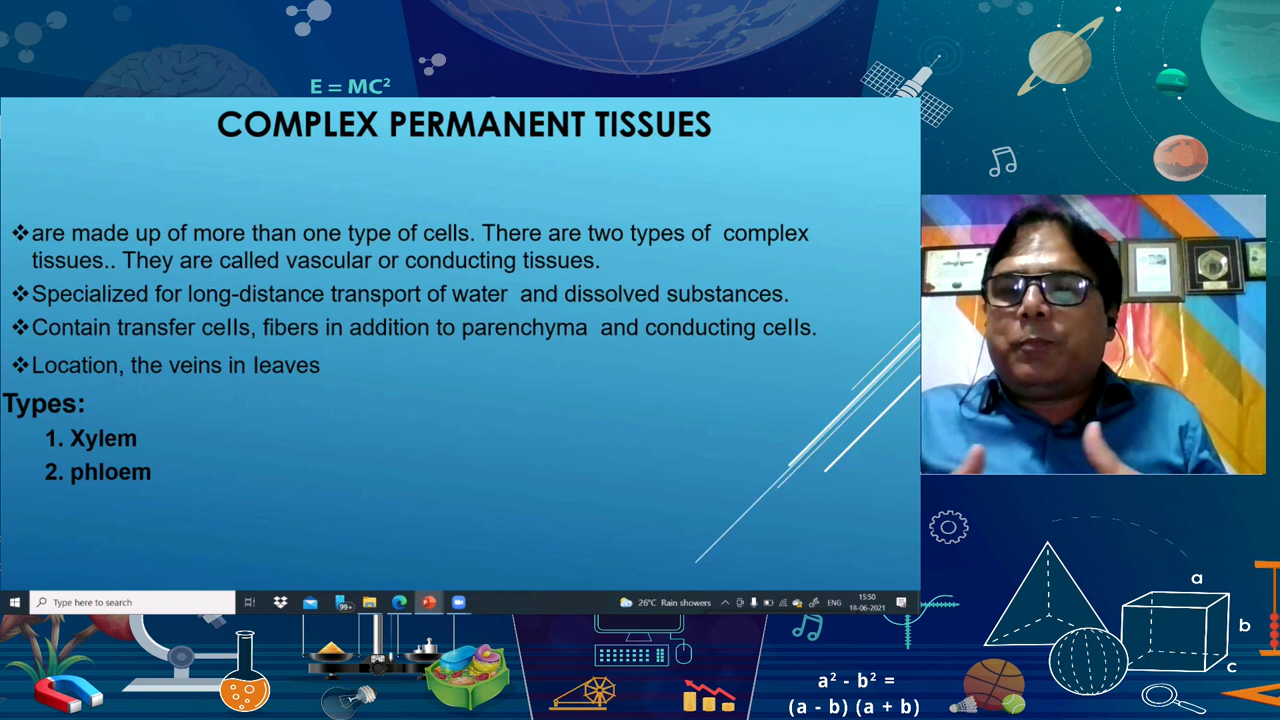 E = MC²
COMPLEX PERMANENT TISSUES
❖are made up of more than one type of cells. There are two types of complex
tissues.. They are called vascular or conducting tissues.
❖Specialized for long-distance transport of water and dissolved substances.
❖Contain transfer cells, fibers in addition to parenchyma and conducting cells.
❖Location, the veins in leaves
Types:
1. Xylem
2. phloem
Type here to search
99+
26°C Rain showers
ENG
15:50
18-06-2021
a
b
c
a² - b² =
(a - b) (a + b)